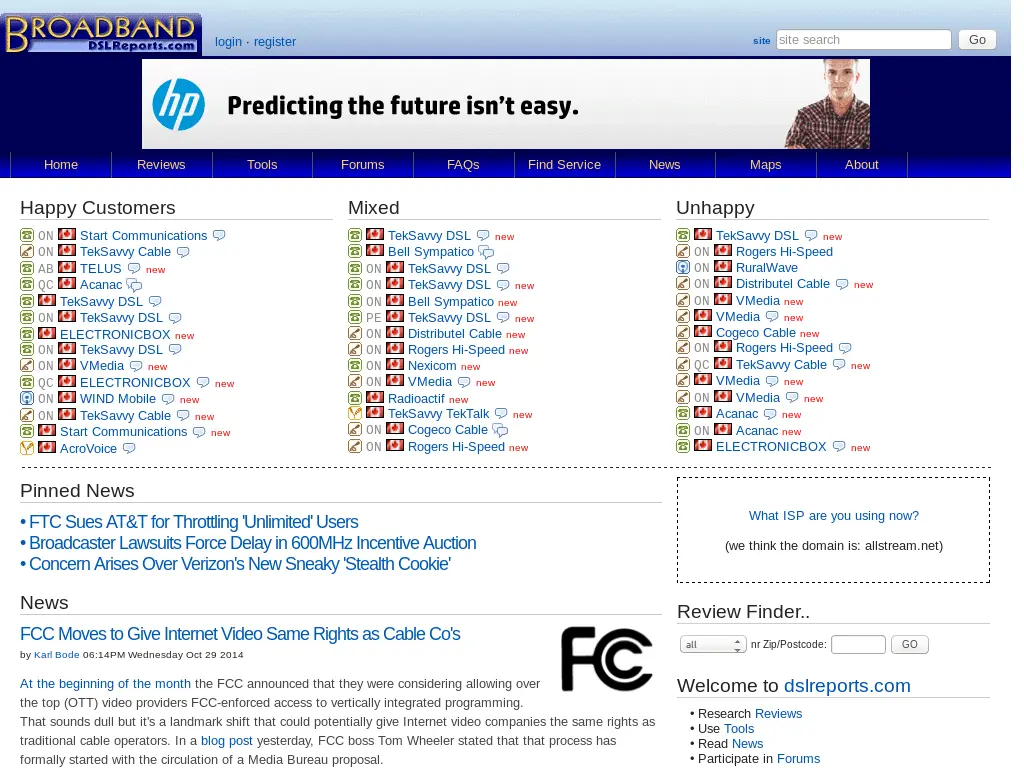 BROADBAND
DSLReports.com
login · register
site site search Go
hp Predicting the future isn't easy.
Home Reviews Tools Forums FAQs Find Service News Maps About
Happy Customers
ON Start Communications
ON TekSavvy Cable
AB TELUS new
QC Acanac
TekSavvy DSL
ON TekSavvy DSL
ELECTRONICBOX new
ON TekSavvy DSL
ON VMedia new
QC ELECTRONICBOX new
ON WIND Mobile new
ON TekSavvy Cable new
Start Communications new
AcroVoice
Mixed
TekSavvy DSL new
Bell Sympatico
ON TekSavvy DSL
ON TekSavvy DSL new
ON Bell Sympatico new
PE TekSavvy DSL new
ON Distributel Cable new
ON Rogers Hi-Speed new
ON Nexicom new
ON VMedia new
Radioactif new
TekSavvy TekTalk new
ON Cogeco Cable
ON Rogers Hi-Speed new
Unhappy
TekSavvy DSL new
ON Rogers Hi-Speed
ON RuralWave
ON Distributel Cable new
ON VMedia new
VMedia new
Cogeco Cable new
ON Rogers Hi-Speed
QC TekSavvy Cable new
VMedia new
ON VMedia new
Acanac new
ON Acanac new
ELECTRONICBOX new
Pinned News
• FTC Sues AT&T for Throttling 'Unlimited' Users
• Broadcaster Lawsuits Force Delay in 600MHz Incentive Auction
• Concern Arises Over Verizon's New Sneaky 'Stealth Cookie'
News
FCC Moves to Give Internet Video Same Rights as Cable Co's
by Karl Bode 06:14PM Wednesday Oct 29 2014
FCC
At the beginning of the month the FCC announced that they were considering allowing over
the top (OTT) video providers FCC-enforced access to vertically integrated programming.
That sounds dull but it's a landmark shift that could potentially give Internet video companies the same rights as
traditional cable operators. In a blog post yesterday, FCC boss Tom Wheeler stated that that process has
formally started with the circulation of a Media Bureau proposal.
What ISP are you using now?
(we think the domain is: allstream.net)
Review Finder..
all nr Zip/Postcode: GO
Welcome to dslreports.com
• Research Reviews
• Use Tools
• Read News
• Participate in Forums